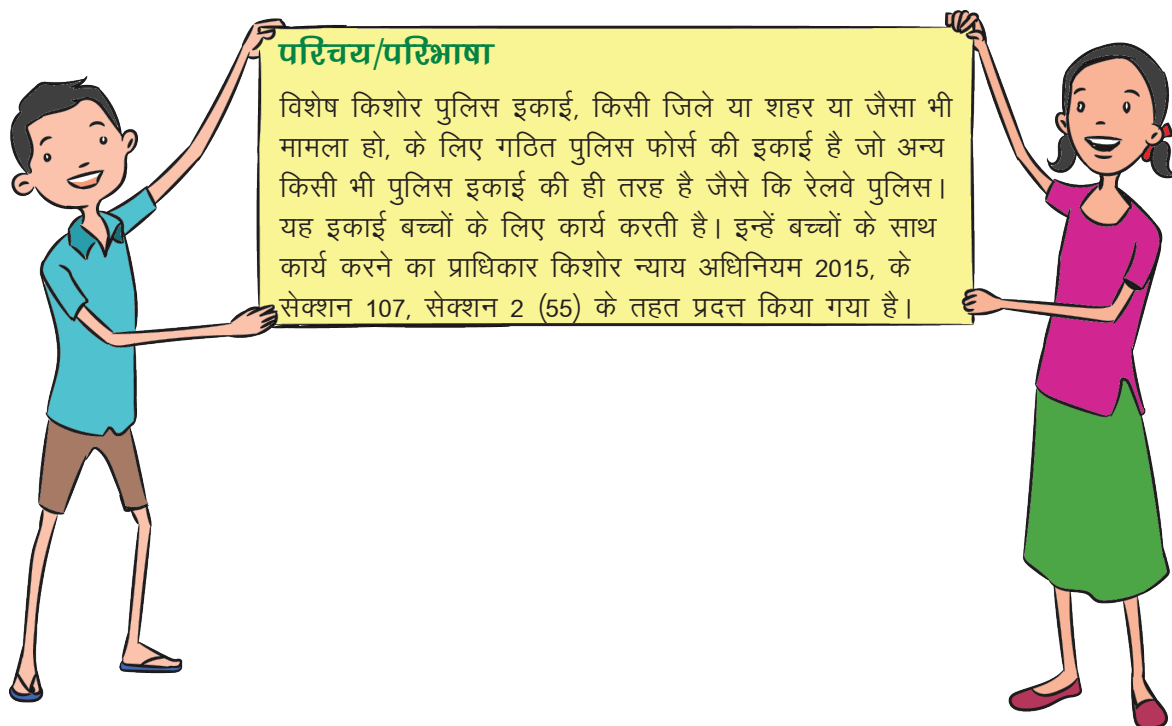 परिचय/परिभाषा
विशेष किशोर पुलिस इकाई, किसी जिले या शहर या जैसा भी
मामला हो, के लिए गठित पुलिस फोर्स की इकाई है जो अन्य
किसी भी पुलिस इकाई की ही तरह है जैसे कि रेलवे पुलिस।
यह इकाई बच्चों के लिए कार्य करती है। इन्हें बच्चों के साथ
कार्य करने का प्राधिकार किशोर न्याय अधिनियम 2015, के
सेक्शन 107, सेक्शन 2 (55) के तहत प्रदत्त किया गया है।